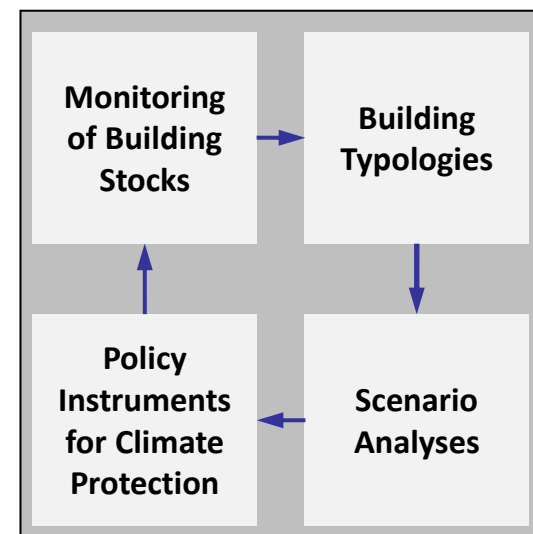 Monitoring
of Building
Stocks
Building
Typologies
Policy
Instruments
for Climate
Protection
Scenario
Analyses